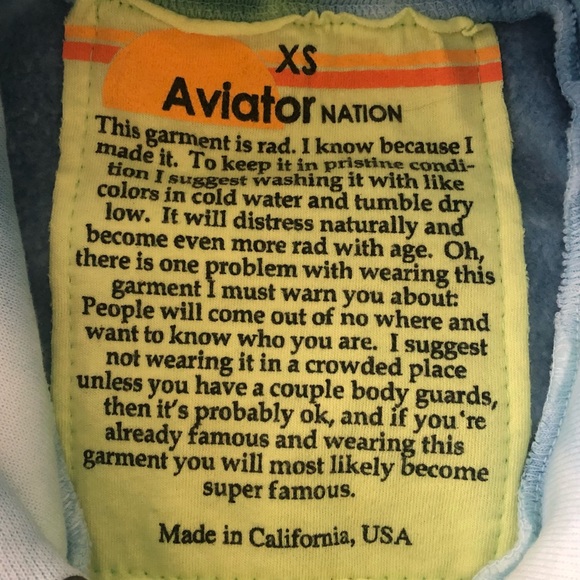 XS
Aviator NATION
This garment is rad. I know because I
made it. To keep it in pristine condi-
tion I suggest washing it with like
colors in cold water and tumble dry
low. It will distress naturally and
become even more rad with age. Oh,
there is one problem with wearing this
garment I must warn you about:
People will come out of no where and
want to know who you are. I suggest
not wearing it in a crowded place
unless you have a couple body guards,
then it's probably ok, and if you're
already famous and wearing this
garment you will most likely become
super famous.
Made in California, USA